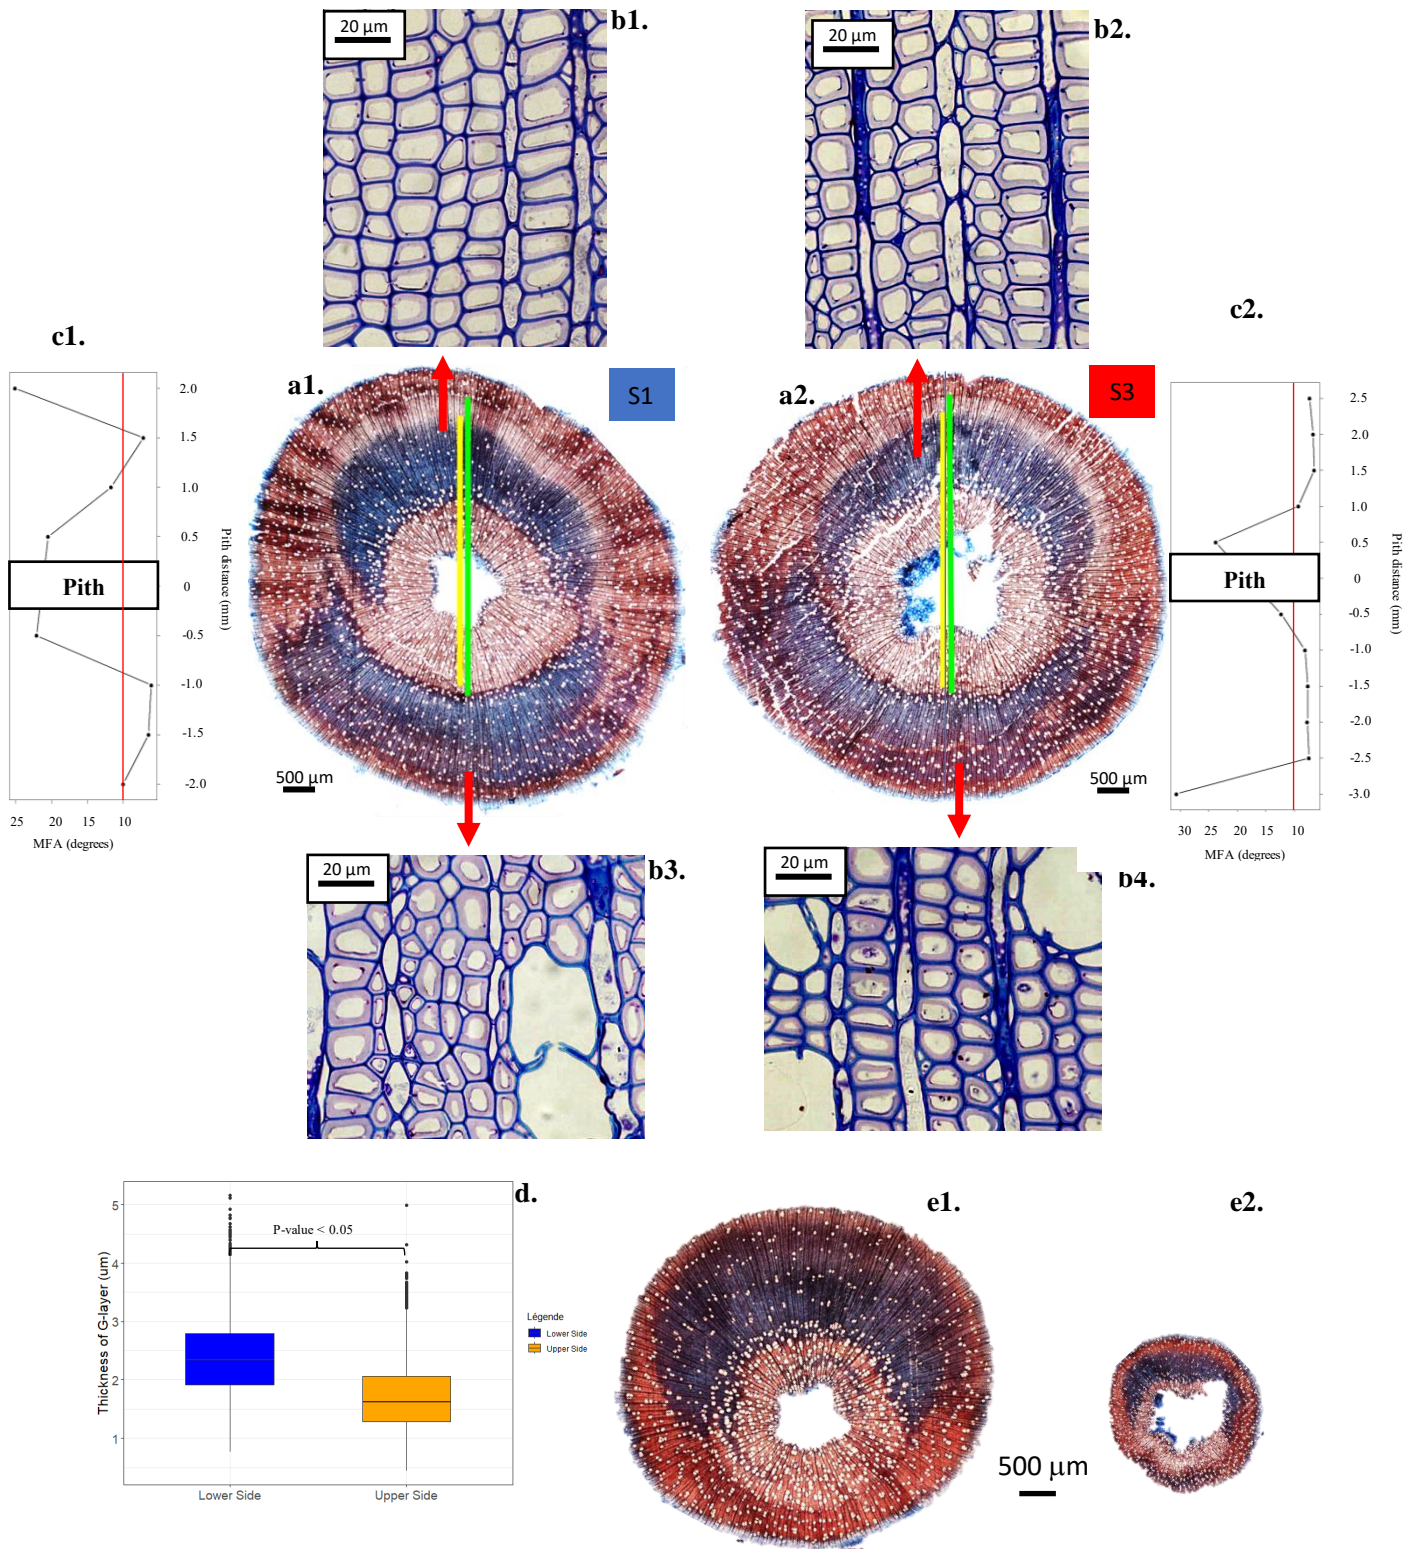 20 µm
b1.
20 µm
b2.
c1.
c2.
a1.
S1
a2.
S3
2.0
1.5
1.0
0.5
0
-0.5
-1.0
-1.5
-2.0
Pith
Pith distance (mm)
25 20 15 10
MFA (degrees)
500 µm
500 µm
2.5
2.0
1.5
1.0
0.5
0
-0.5
-1.0
-1.5
-2.0
-2.5
-3.0
Pith
Pith distance (mm)
30 20 10
MFA (degrees)
20 µm
b3.
20 µm
b4.
d.
Thickness of G-layer (um)
5
4
3
2
1
P-value < 0.05
Lower Side Upper Side
Légende
Lower Side
Upper Side
e1.
e2.
500 µm